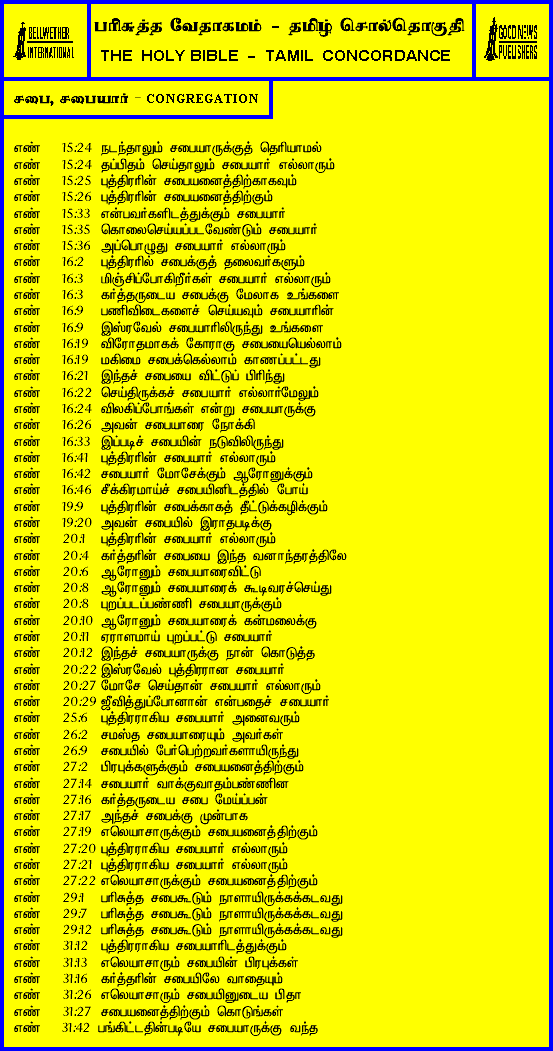 BELLWETHER
INTERNATIONAL
பரிசுத்த வேதாகமம் - தமிழ் சொல்தொகுதி
THE HOLY BIBLE - TAMIL CONCORDANCE
GOOD NEWS
PUBLISHERS
சபை, சபையார் - CONGREGATION
எண் 15:24 நடந்தாலும் சபையாருக்குத் தெரியாமல்
எண் 15:24 தப்பிதம் செய்தாலும் சபையார் எல்லாரும்
எண் 15:25 புத்திரரின் சபையனைத்திற்காகவும்
எண் 15:26 புத்திரரின் சபையனைத்திற்கும்
எண் 15:33 என்பவர்களிடத்துக்கும் சபையார்
எண் 15:35 கொலைசெய்யப்படவேண்டும் சபையார்
எண் 15:36 அப்பொழுது சபையார் எல்லாரும்
எண் 16:2 புத்திரரில் சபைக்குத் தலைவர்களும்
எண் 16:3 மிஞ்சிப்போகிறீர்கள் சபையார் எல்லாரும்
எண் 16:3 கர்த்தருடைய சபைக்கு மேலாக உங்களை
எண் 16:9 பணிவிடைகளைச் செய்யவும் சபையாரின்
எண் 16:9 இஸ்ரவேல் சபையாரிலிருந்து உங்களை
எண் 16:19 விரோதமாகக் கோராகு சபையையெல்லாம்
எண் 16:19 மகிமை சபைக்கெல்லாம் காணப்பட்டது
எண் 16:21 இந்தச் சபையை விட்டுப் பிரிந்து
எண் 16:22 செய்திருக்கச் சபையார் எல்லார்மேலும்
எண் 16:24 விலகிப்போங்கள் என்று சபையாருக்கு
எண் 16:26 அவன் சபையாரை நோக்கி
எண் 16:33 இப்படிச் சபையின் நடுவிலிருந்து
எண் 16:41 புத்திரரின் சபையார் எல்லாரும்
எண் 16:42 சபையார் மோசேக்கும் ஆரோனுக்கும்
எண் 16:46 சீக்கிரமாய்ச் சபையினிடத்தில் போய்
எண் 19:9 புத்திரரின் சபைக்காகத் தீட்டுக்கழிக்கும்
எண் 19:20 அவன் சபையில் இராதபடிக்கு
எண் 20:1 புத்திரரின் சபையார் எல்லாரும்
எண் 20:4 கர்த்தரின் சபையை இந்த வனாந்தரத்திலே
எண் 20:6 ஆரோனும் சபையாரைவிட்டு
எண் 20:8 ஆரோனும் சபையாரைக் கூடிவரச்செய்து
எண் 20:8 புறப்படப்பண்ணி சபையாருக்கும்
எண் 20:10 ஆரோனும் சபையாரைக் கன்மலைக்கு
எண் 20:11 ஏராளமாய் புறப்பட்டு சபையார்
எண் 20:12 இந்தச் சபையாருக்கு நான் கொடுத்த
எண் 20:22 இஸ்ரவேல் புத்திரரான சபையார்
எண் 20:27 மோசே செய்தான் சபையார் எல்லாரும்
எண் 20:29 ஜீவித்துப்போனான் என்பதைச் சபையார்
எண் 25:6 புத்திரராகிய சபையார் அனைவரும்
எண் 26:2 சமஸ்த சபையாரையும் அவர்கள்
எண் 26:9 சபையில் பேர்பெற்றவர்களாயிருந்து
எண் 27:2 பிரபுக்களுக்கும் சபையனைத்திற்கும்
எண் 27:14 சபையார் வாக்குவாதம்பண்ணின
எண் 27:16 கர்த்தருடைய சபை மேய்ப்பன்
எண் 27:17 அந்தச் சபைக்கு முன்பாக
எண் 27:19 எலெயாசாருக்கும் சபையனைத்திற்கும்
எண் 27:20 புத்திரராகிய சபையார் எல்லாரும்
எண் 27:21 புத்திரராகிய சபையார் எல்லாரும்
எண் 27:22 எலெயாசாருக்கும் சபையனைத்திற்கும்
எண் 29:1 பரிசுத்த சபைகூடும் நாளாயிருக்கக்கடவது
எண் 29:7 பரிசுத்த சபைகூடும் நாளாயிருக்கக்கடவது
எண் 29:12 பரிசுத்த சபைகூடும் நாளாயிருக்கக்கடவது
எண் 31:12 புத்திரராகிய சபையாரிடத்துக்கும்
எண் 31:13 எலெயாசாரும் சபையின் பிரபுக்கள்
எண் 31:16 கர்த்தரின் சபையிலே வாதையும்
எண் 31:26 எலெயாசாரும் சபையினுடைய பிதா
எண் 31:27 சபையனைத்திற்கும் கொடுங்கள்
எண் 31:42 பங்கிட்டதின்படியே சபையாருக்கு வந்த